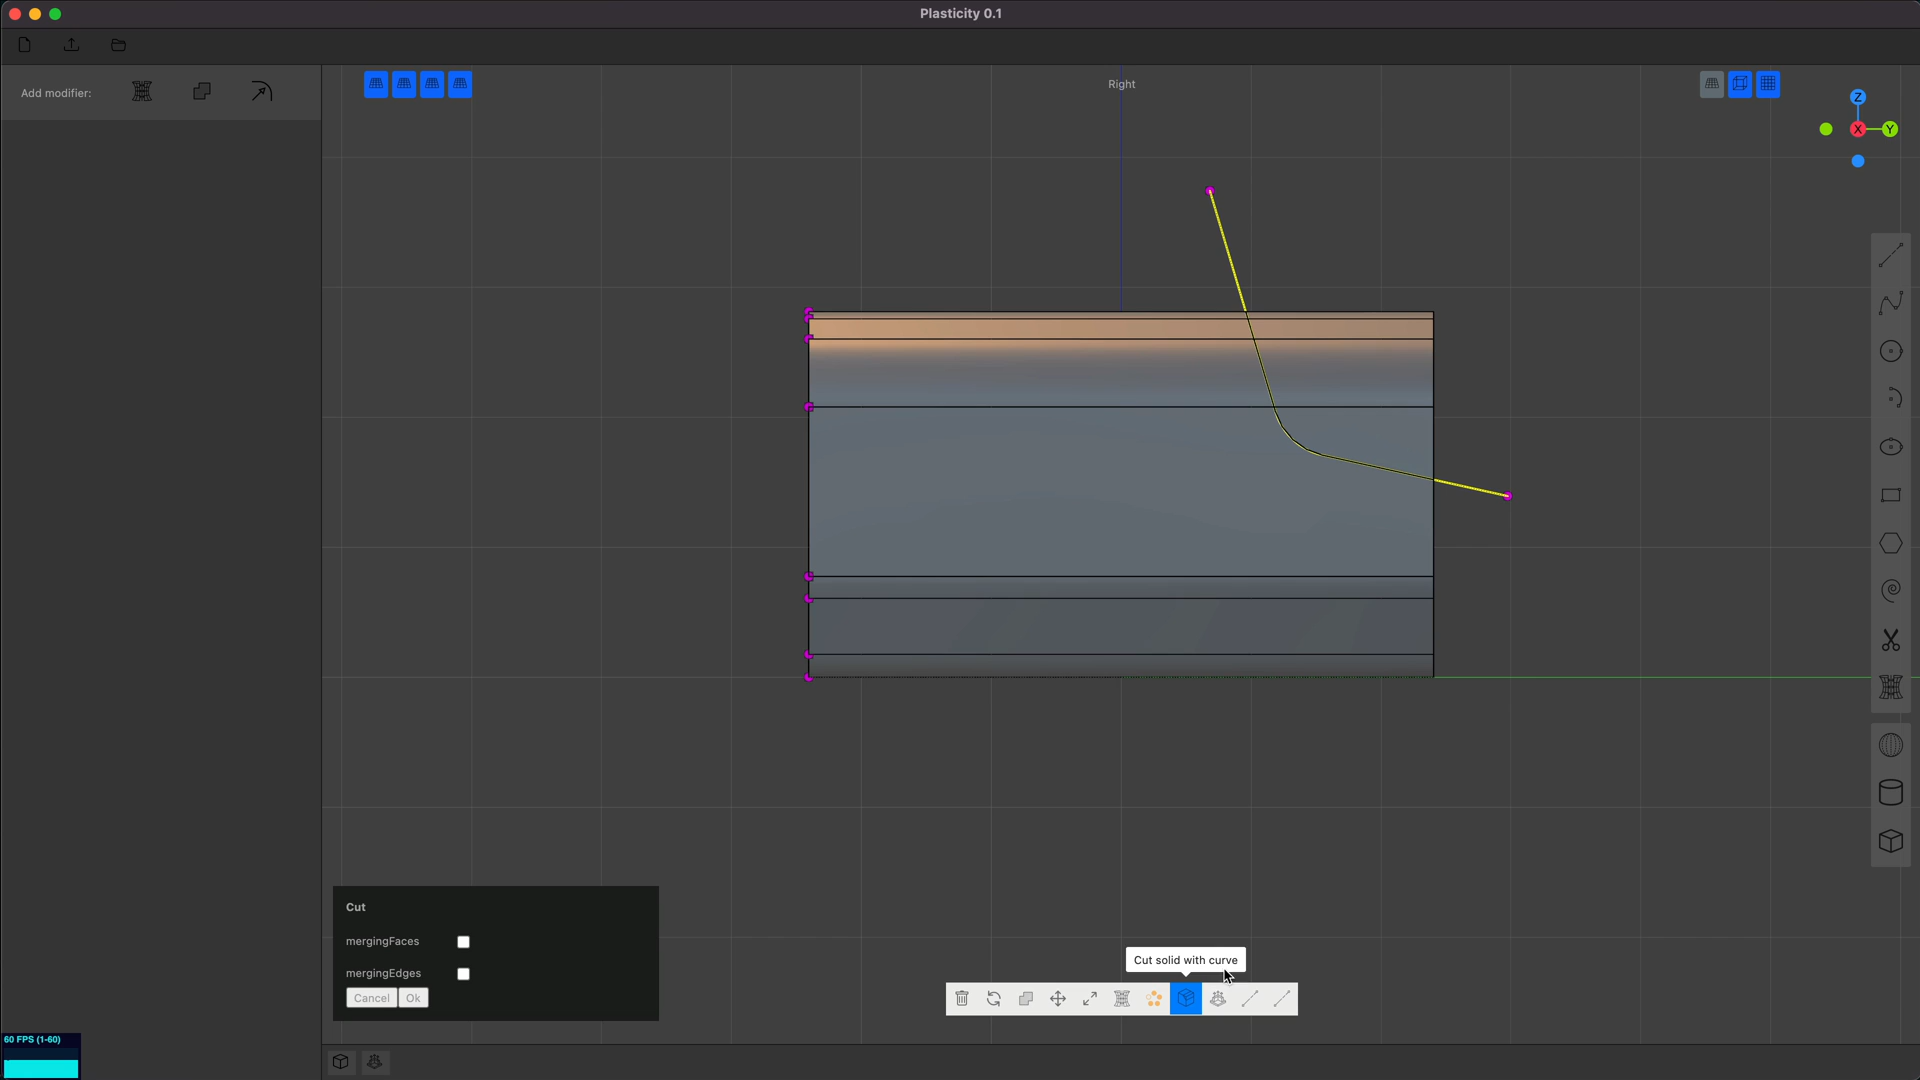 Plasticity 0.1
Add modifier:
Right
Z
X
Y
Cut
mergingFaces
mergingEdges
Cancel
Ok
Cut solid with curve
60 FPS (1-60)